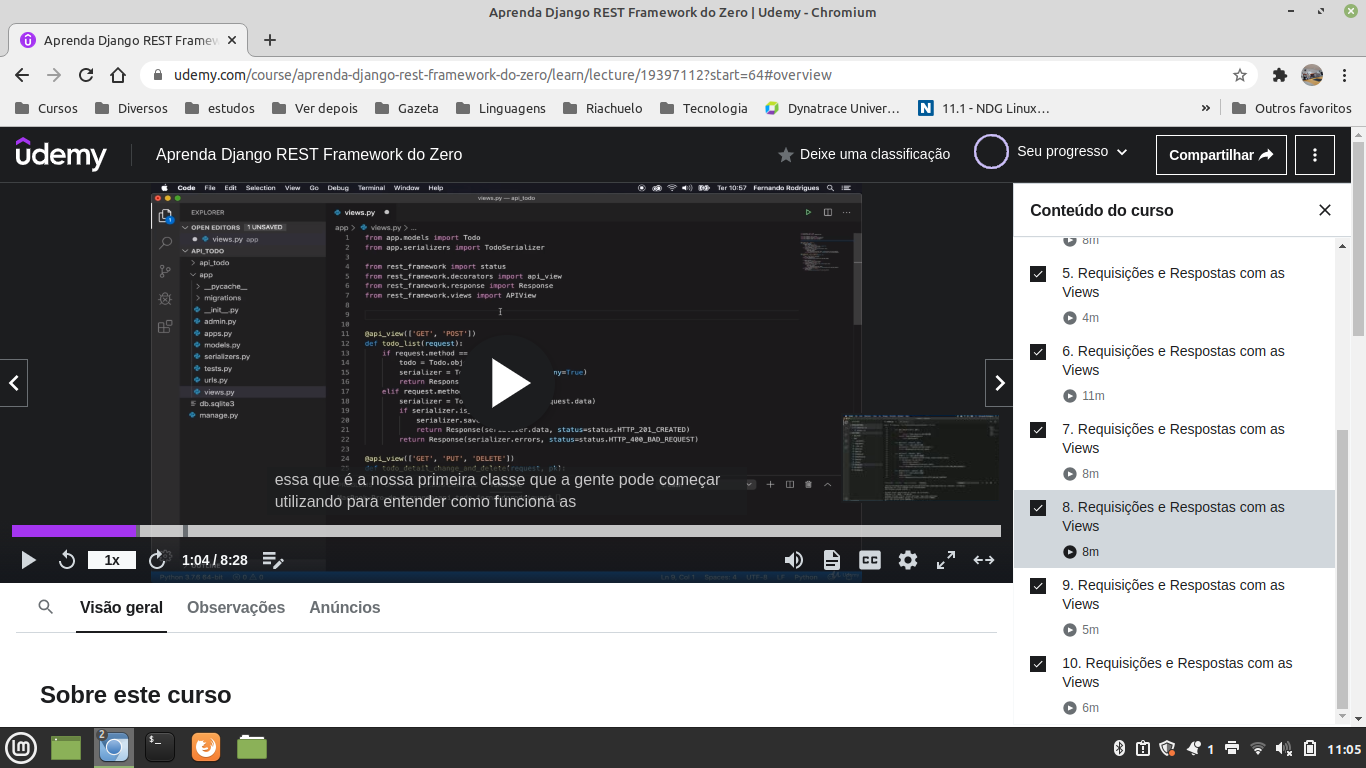 Aprenda Django REST Framework do Zero | Udemy - Chromium
Aprenda Django REST Framew
udemy.com/course/aprenda-django-rest-framework-do-zero/learn/lecture/19397112?start=64#overview
Cursos Diversos estudos Ver depois Gazeta Linguagens Riachuelo Tecnologia Dynatrace Univer… 11.1 - NDG Linux… » Outros favoritos
udemy Aprenda Django REST Framework do Zero Deixe uma classificação Seu progresso Compartilhar
Code File Edit Selection View Go Debug Terminal Window Help Ter 10:57 Fernando Rodrigues
views.py — api_todo
EXPLORER
OPEN EDITORS 1 UNSAVED
views.py app
API_TODO
api_todo
app
__pycache__
migrations
__init__.py
admin.py
apps.py
models.py
serializers.py
tests.py
urls.py
views.py
db.sqlite3
manage.py
views.py
app > views.py > ...
1 from app.models import Todo
2 from app.serializers import TodoSerializer
3
4 from rest_framework import status
5 from rest_framework.decorators import api_view
6 from rest_framework.response import Response
7 from rest_framework.views import APIView
8
9
10
11 @api_view(['GET', 'POST'])
12 def todo_list(request):
13 if request.method ==
14 todo = Todo.obj
15 serializer = T ny=True)
16 return Respons
17 elif request.metho
18 serializer = To quest.data)
19 if serializer.is_
20 serializer.save
21 return Response(serializer.data, status=status.HTTP_201_CREATED)
22 return Response(serializer.errors, status=status.HTTP_400_BAD_REQUEST)
23
24 @api_view(['GET', 'PUT', 'DELETE'])
25 def todo_detail_change_and_delete(request, pk):
essa que é a nossa primeira classe que a gente pode começar
utilizando para entender como funciona as
1x 1:04 / 8:28 CC
Visão geral Observações Anúncios
Sobre este curso
Conteúdo do curso
8m
5. Requisições e Respostas com as
Views
4m
6. Requisições e Respostas com as
Views
11m
7. Requisições e Respostas com as
Views
8m
8. Requisições e Respostas com as
Views
8m
9. Requisições e Respostas com as
Views
5m
10. Requisições e Respostas com as
Views
6m
2 1 11:05